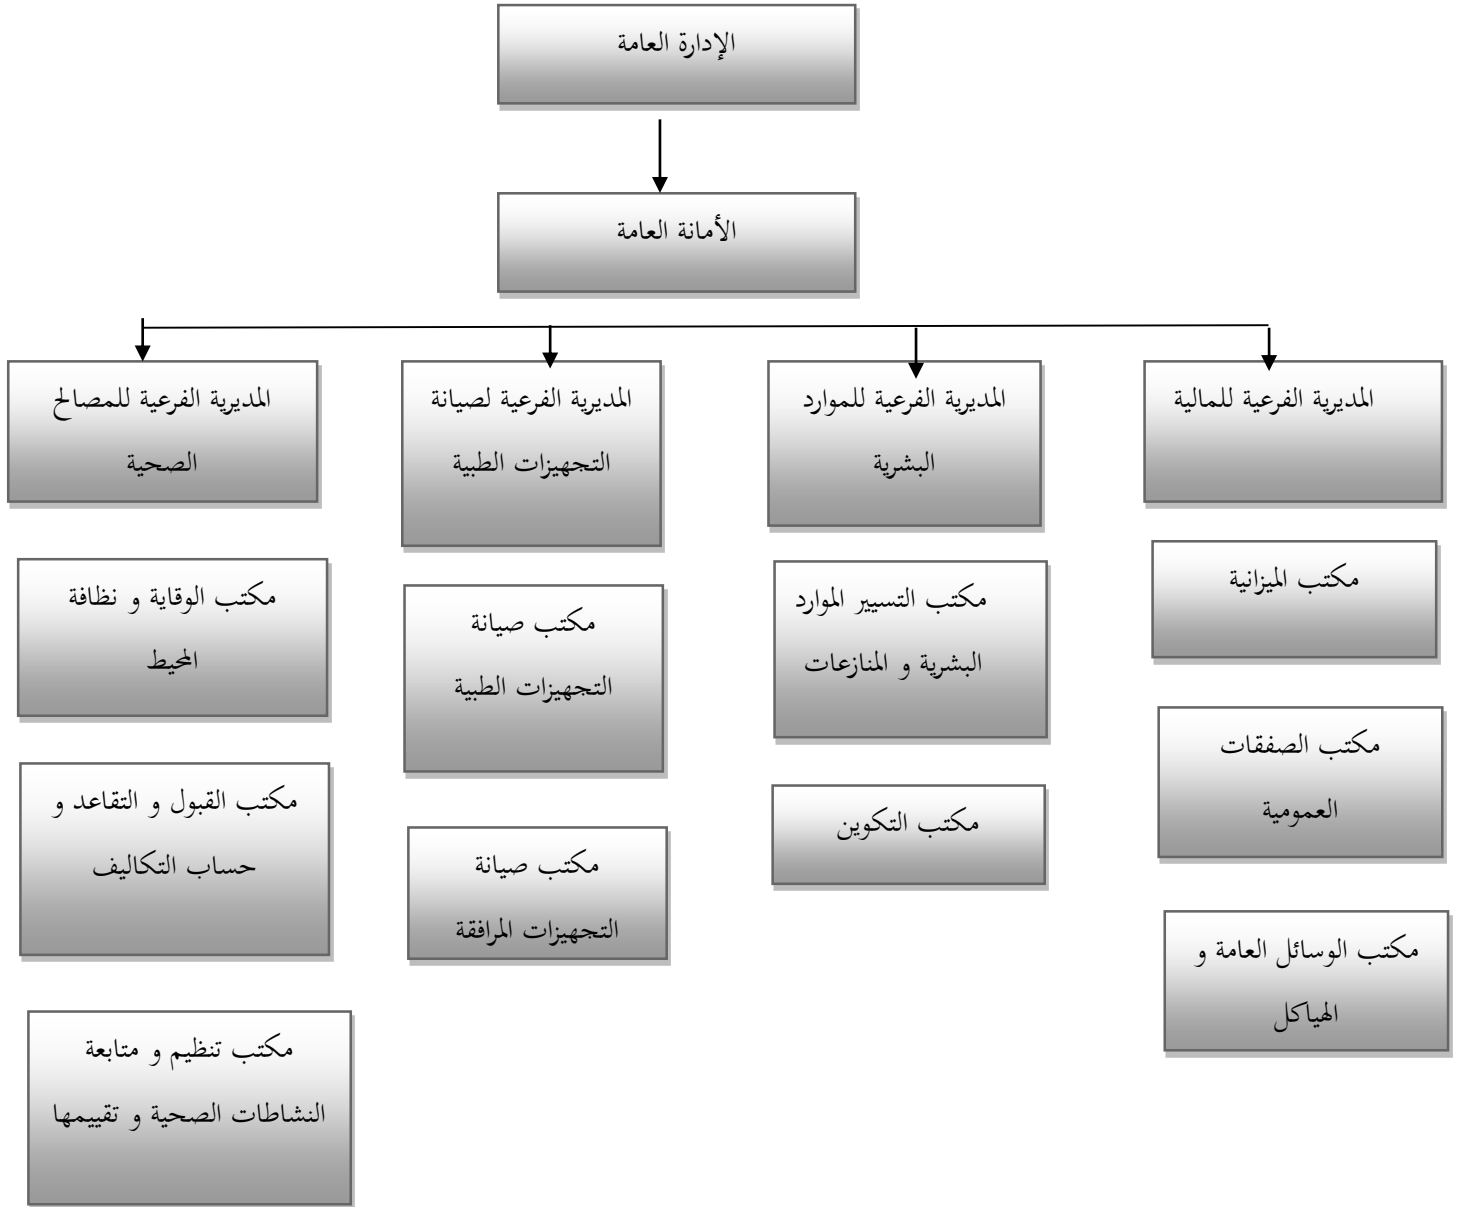 الإدارة العامة
الأمانة العامة
المديرية الفرعية للمالية
مكتب الميزانية
مكتب الصفقات
العمومية
مكتب الوسائل العامة و
الهياكل
المديرية الفرعية للموارد
البشرية
مكتب التسيير الموارد
البشرية و المنازعات
مكتب التكوين
المديرية الفرعية لصيانة
التجهيزات الطبية
مكتب صيانة
التجهيزات الطبية
مكتب صيانة
التجهيزات المرافقة
المديرية الفرعية للمصالح
الصحية
مكتب الوقاية و نظافة
المحيط
مكتب القبول و التقاعد و
حساب التكاليف
مكتب تنظيم و متابعة
النشاطات الصحية و تقييمها